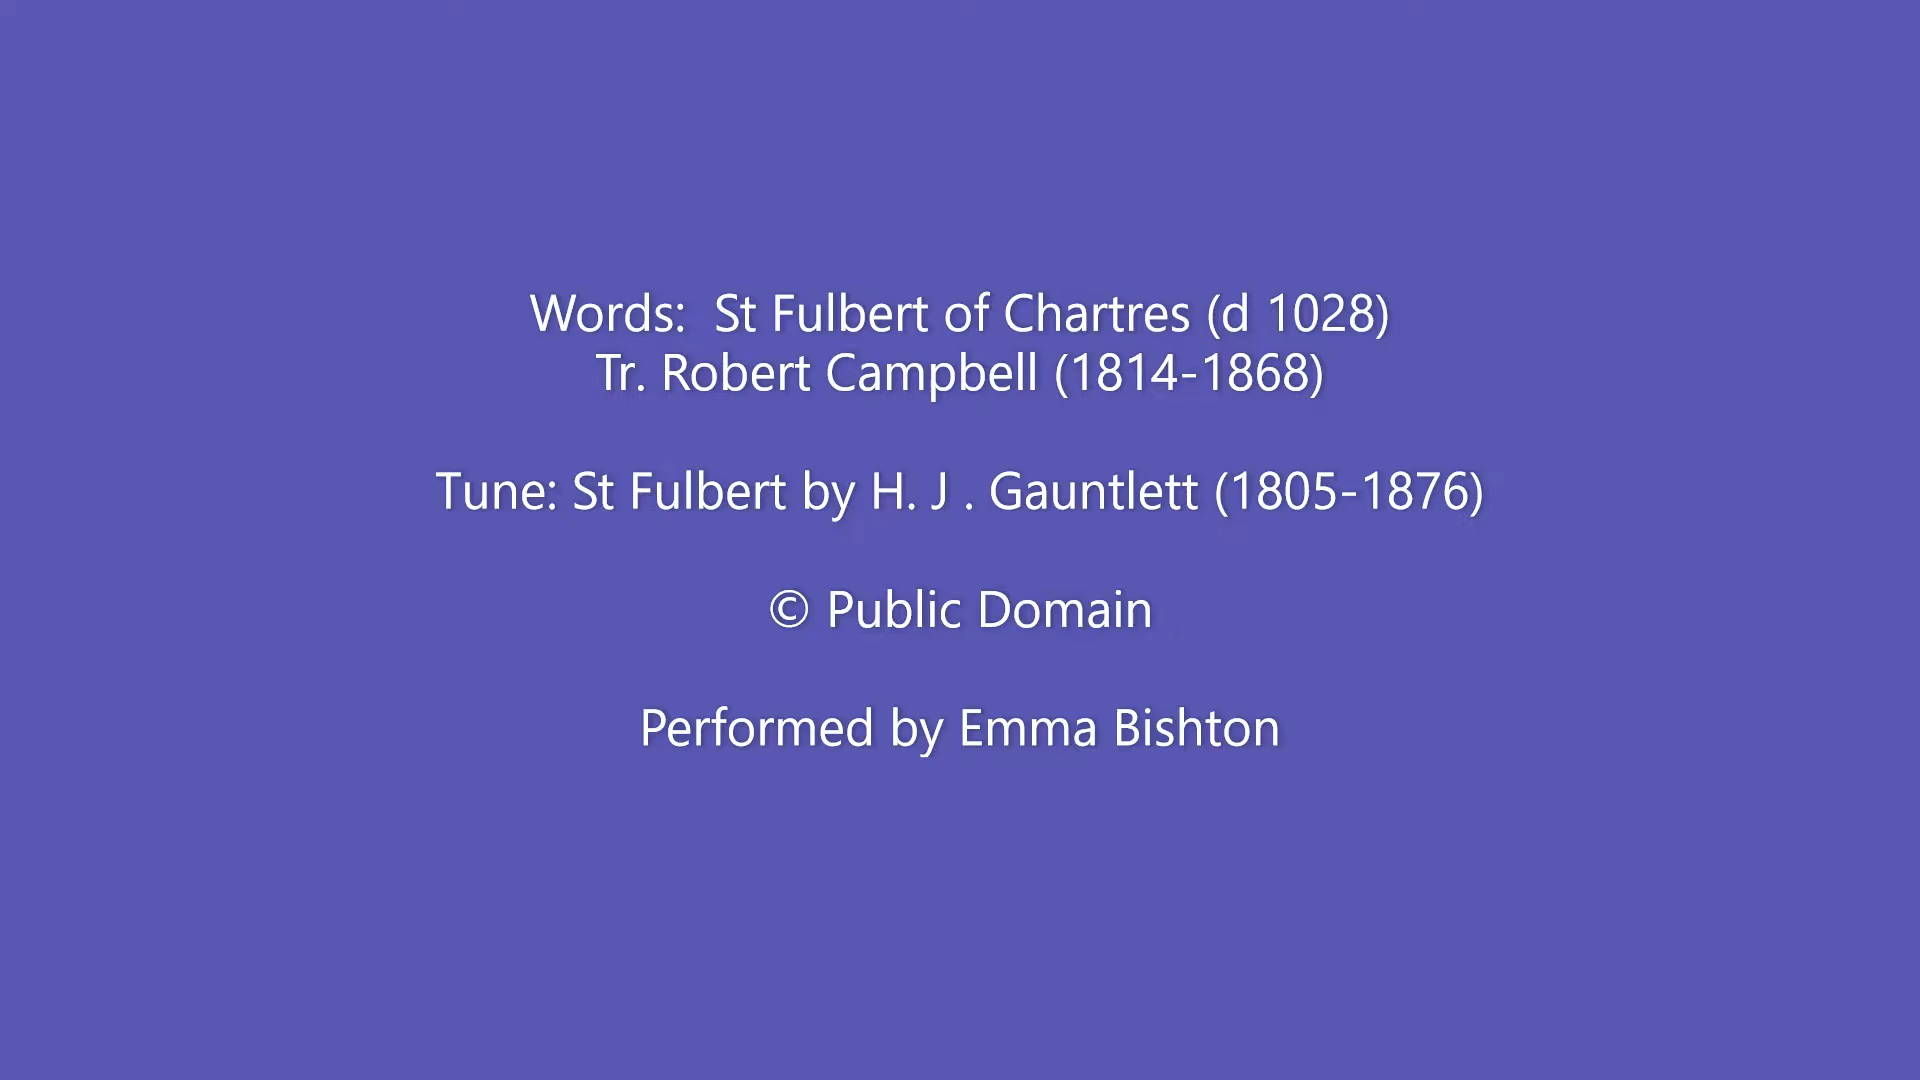 Words:  St Fulbert of Chartres (d 1028)
Tr. Robert Campbell (1814-1868)
Tune: St Fulbert by H. J . Gauntlett (1805-1876)
© Public Domain
Performed by Emma Bishton